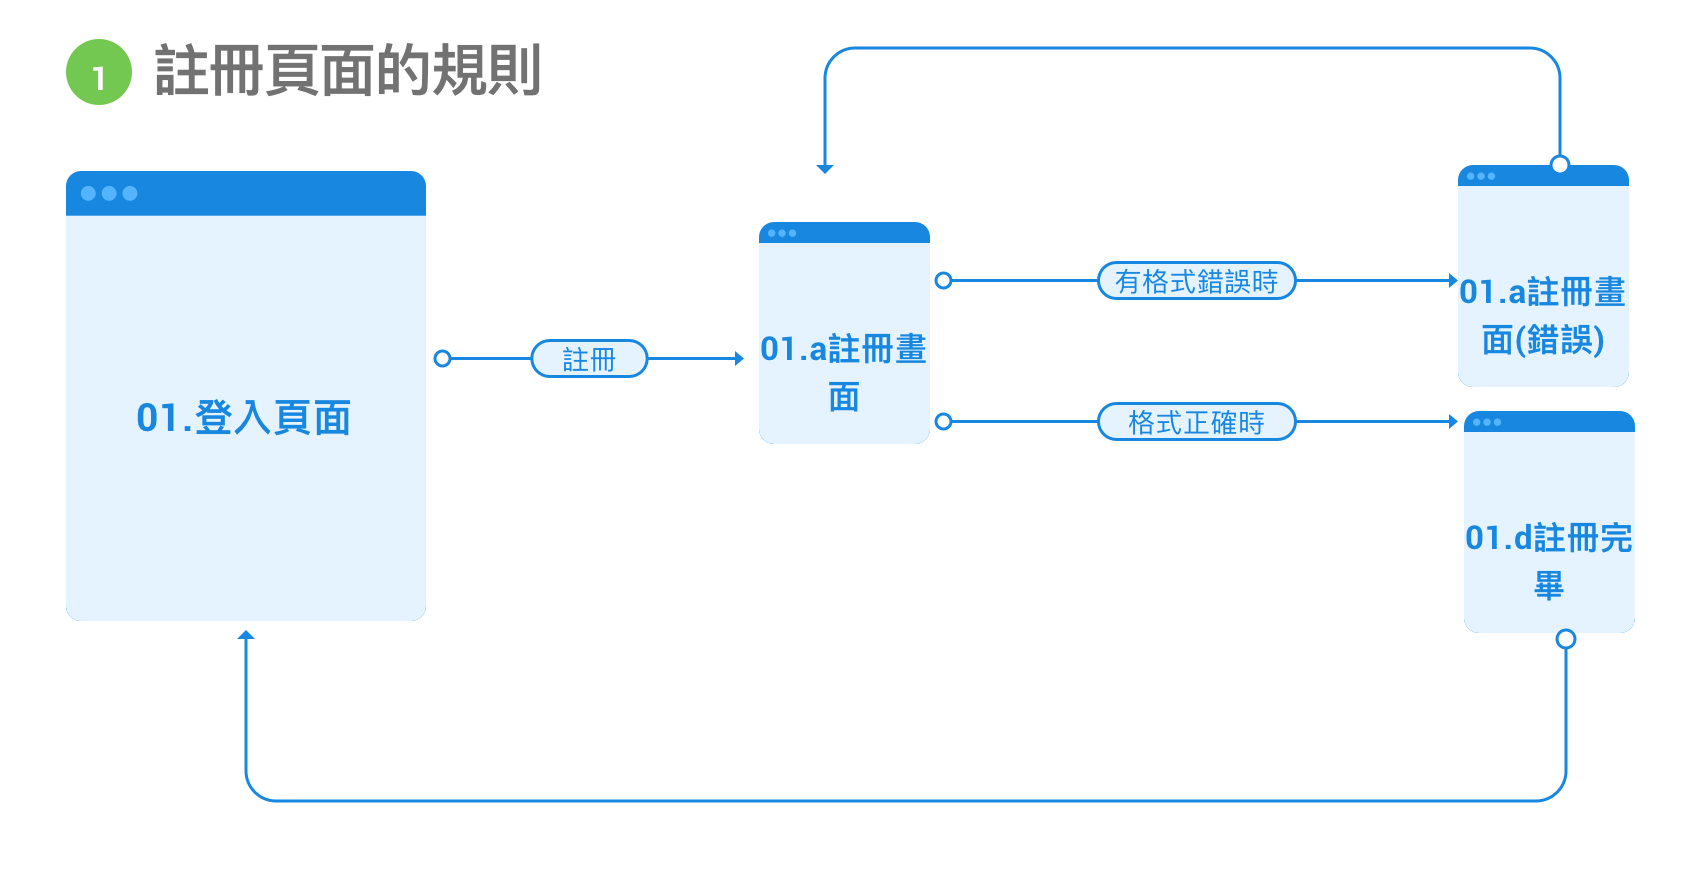 1 註冊頁面的規則
01.登入頁面
註冊
01.a註冊畫
面
有格式錯誤時
格式正確時
01.a註冊畫
面(錯誤)
01.d註冊完
畢